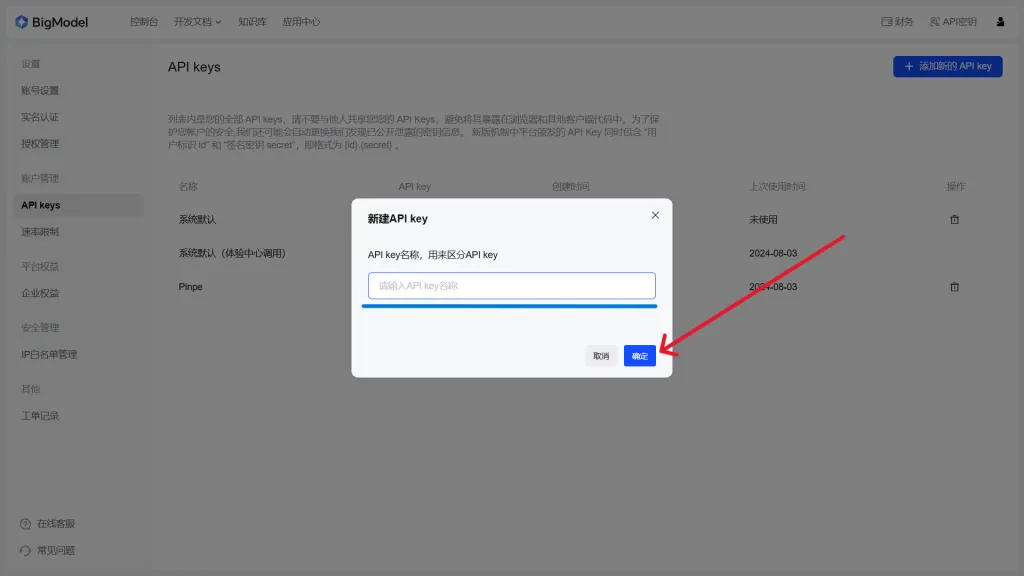 BigModel
控制台
开发文档
知识库
应用中心
财务
API密钥
设置
账号设置
实名认证
授权管理
账户管理
API keys
速率限制
平台权益
企业权益
安全管理
IP白名单管理
其他
工单记录
在线客服
常见问题
API keys
+ 添加新的 API key
列表内是您的全部 API keys，请不要与他人共享您您的 API Keys，避免将其暴露在浏览器和其他客户端代码中。为了保
护您帐户的安全,我们还可能会自动更换我们发现已公开泄露的密钥信息。 新版机制中平台颁发的 API Key 同时包含 “用
户标识 id” 和 “签名密钥 secret”，即格式为 {id}.{secret} 。
名称
API key
创建时间
上次使用时间
操作
系统默认
未使用
系统默认（体验中心调用）
2024-08-03
Pinpe
2024-08-03
新建API key
API key名称，用来区分API key
请输入API key名称
取消
确定